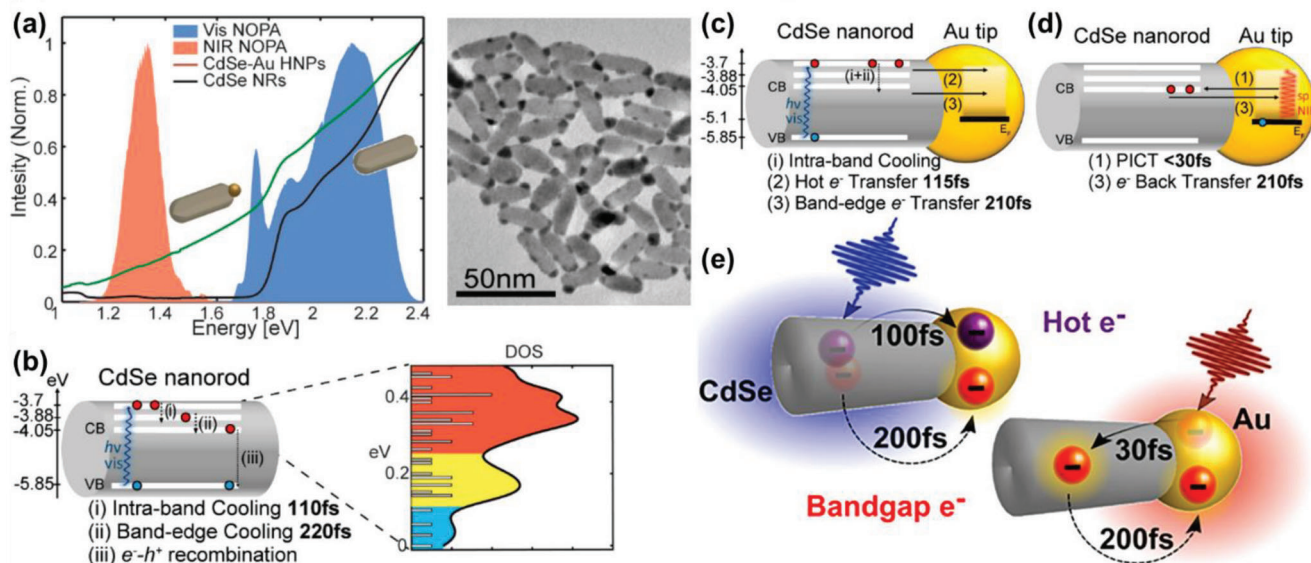 (a)
Vis NOPA
NIR NOPA
CdSe-Au HNPs
CdSe NRs
Intesity (Norm.)
1
0.8
0.6
0.4
0.2
0
1 1.2 1.4 1.6 1.8 2 2.2 2.4
Energy [eV]
50nm
(b)
eV
CdSe nanorod
-3.7
-3.88
-4.05
-5.85
CB
VB
hν
vis
(i)
(ii)
(iii)
(i) Intra-band Cooling 110fs
(ii) Band-edge Cooling 220fs
(iii) e⁻-h⁺ recombination
DOS
0.4
eV
0.2
0
(c)
CdSe nanorod
Au tip
-3.7
-3.88
-4.05
-5.1
-5.85
CB
VB
hν
vis
(i+ii)
(2)
(3)
E_F
(i) Intra-band Cooling
(2) Hot e⁻ Transfer 115fs
(3) Band-edge e⁻ Transfer 210fs
(d)
CdSe nanorod
Au tip
CB
VB
(1)
(3)
sp
E_F
(1) PICT <30fs
(3) e⁻ Back Transfer 210fs
(e)
100fs
Hot e⁻
CdSe
200fs
Au
30fs
Bandgap e⁻
200fs